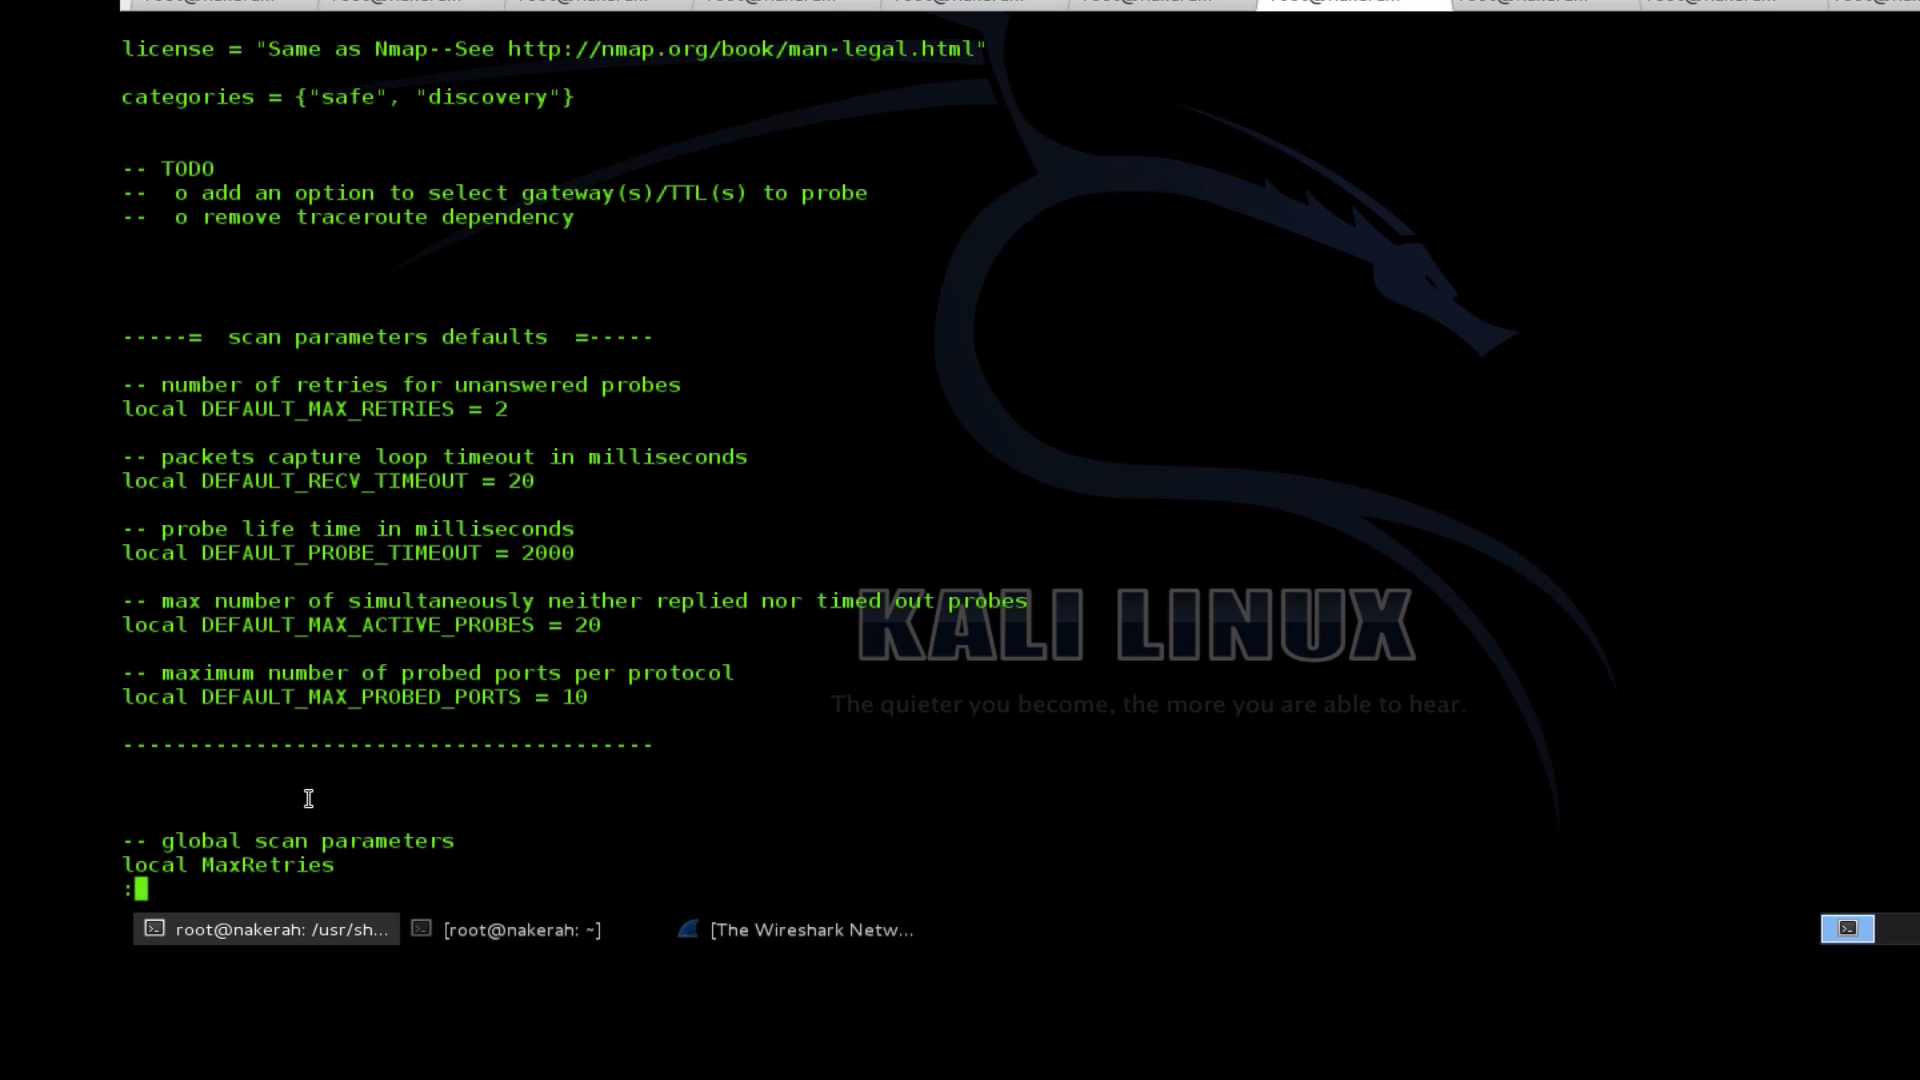 license = "Same as Nmap--See http://nmap.org/book/man-legal.html"
categories = {"safe", "discovery"}
-- TODO
--  o add an option to select gateway(s)/TTL(s) to probe
--  o remove traceroute dependency
-----=  scan parameters defaults  =-----
-- number of retries for unanswered probes
local DEFAULT_MAX_RETRIES = 2
-- packets capture loop timeout in milliseconds
local DEFAULT_RECV_TIMEOUT = 20
-- probe life time in milliseconds
local DEFAULT_PROBE_TIMEOUT = 2000
-- max number of simultaneously neither replied nor timed out probes
local DEFAULT_MAX_ACTIVE_PROBES = 20
KALI LINUX
-- maximum number of probed ports per protocol
local DEFAULT_MAX_PROBED_PORTS = 10
The quieter you become, the more you are able to hear.
----------------------------------------
-- global scan parameters
local MaxRetries
:
root@nakerah: /usr/sh... [root@nakerah: ~] [The Wireshark Netw...